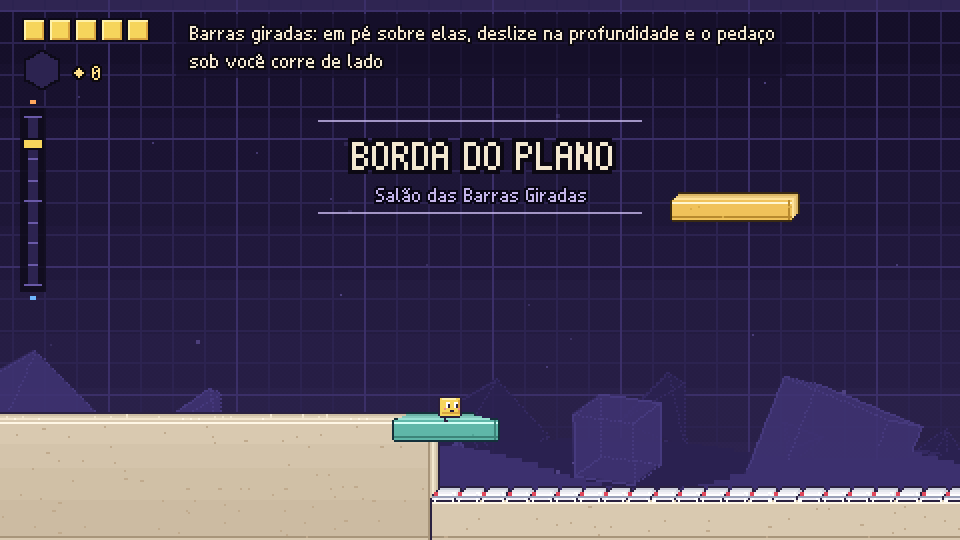 Barras giradas: em pé sobre elas, deslize na profundidade e o pedaço
sob você corre de lado
0
BORDA DO PLANO
Salão das Barras Giradas